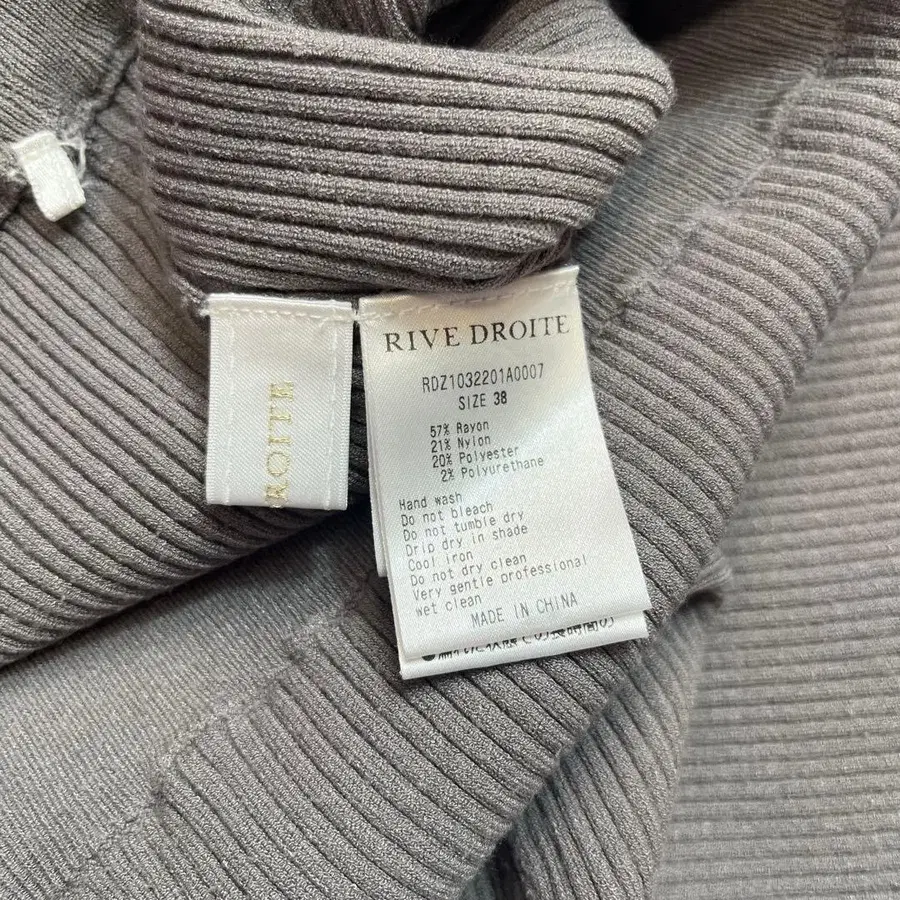 RIVE DROITE
RDZ1032201A0007
SIZE 38
57% Rayon
21% Nylon
20% Polyester
2% Polyurethane
Hand wash
Do not bleach
Do not tumble dry
Drip dry in shade
Cool iron
Do not dry clean
Very gentle professional
wet clean
MADE IN CHINA
ROITE